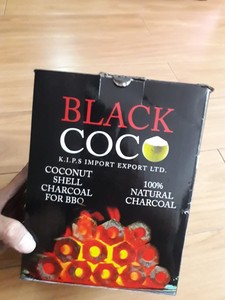 BLACK
COCO
K.I.P.S IMPORT EXPORT LTD.
COCONUT
SHELL
CHARCOAL
FOR BBQ
100%
NATURAL
CHARCOAL